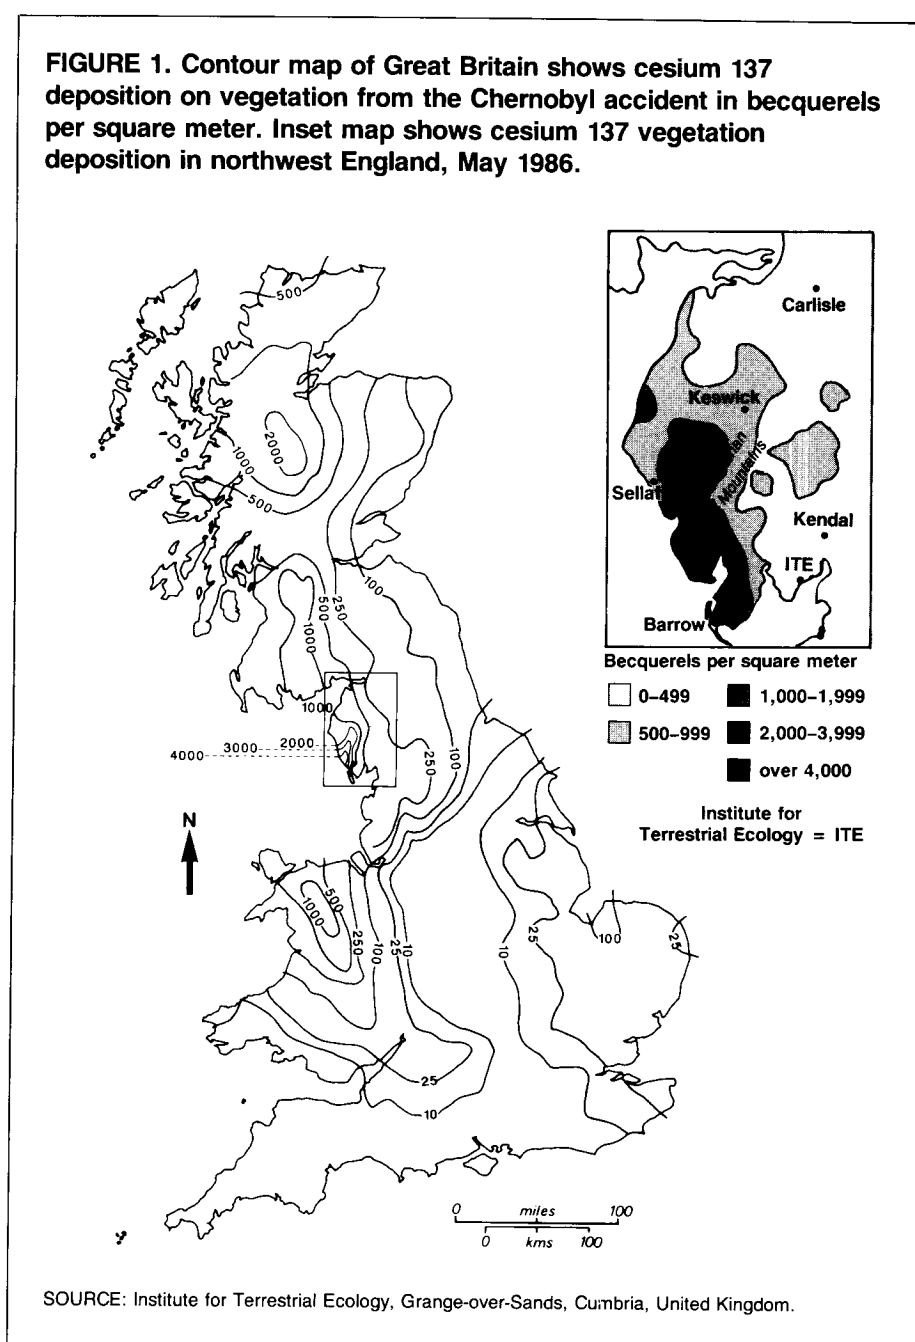 FIGURE 1. Contour map of Great Britain shows cesium 137
deposition on vegetation from the Chernobyl accident in becquerels
per square meter. Inset map shows cesium 137 vegetation
deposition in northwest England, May 1986.
500
2000
1000
500
100
250
500
1000
1000
3000
2000
4000
250
100
N
500
1000
250
100
25
10
10
25
100
25
25
10
Carlisle
Keswick
Mountains
Kendal
ITE
Barrow
Becquerels per square meter
0–499
1,000–1,999
500–999
2,000–3,999
over 4,000
Institute for
Terrestrial Ecology = ITE
0 miles 100
0 kms 100
SOURCE: Institute for Terrestrial Ecology, Grange-over-Sands, Cumbria, United Kingdom.